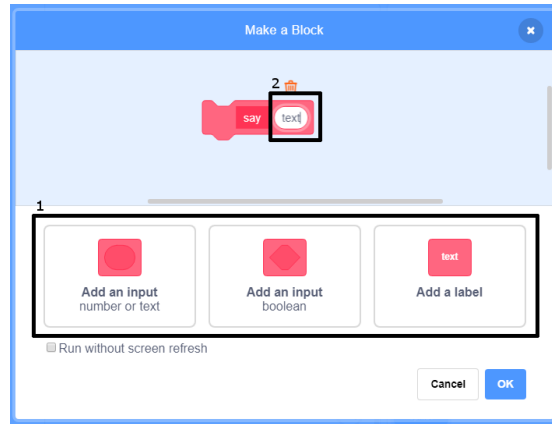 Make a Block
2
say text
1
text
Add an input
number or text
Add an input
boolean
Add a label
Run without screen refresh
Cancel OK